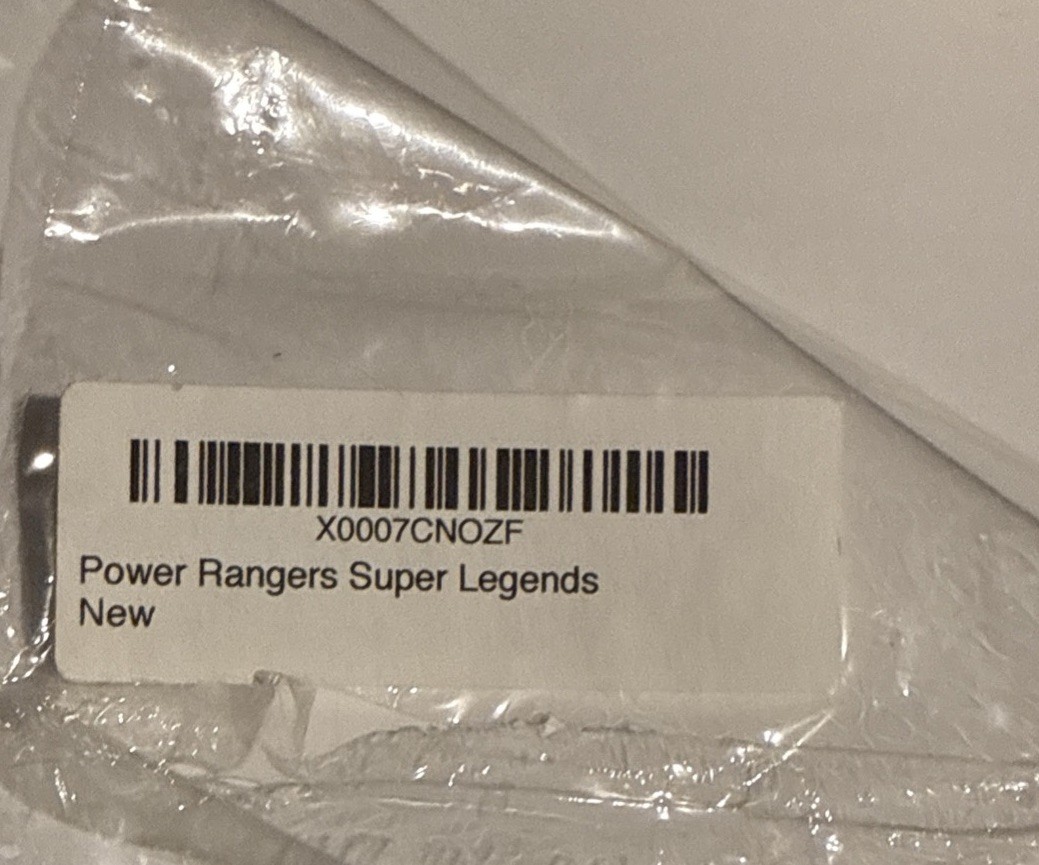 X0007CNOZF
Power Rangers Super Legends
New